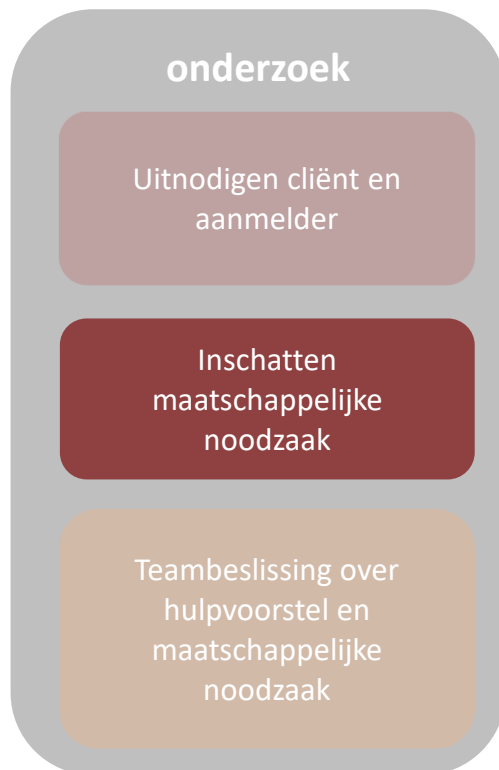 onderzoek
Uitnodigen cliënt en
aanmelder
Inschatten
maatschappelijke
noodzaak
Teambeslissing over
hulpvoorstel en
maatschappelijke
noodzaak